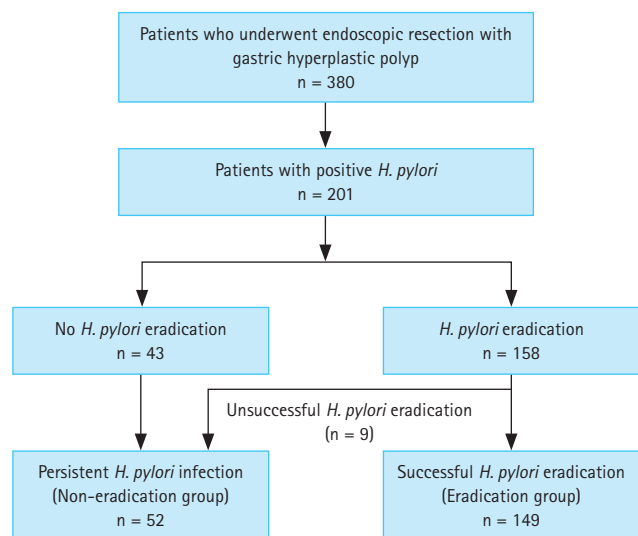 Patients who underwent endoscopic resection with
gastric hyperplastic polyp
n = 380
Patients with positive H. pylori
n = 201
No H. pylori eradication
n = 43
H. pylori eradication
n = 158
Unsuccessful H. pylori eradication
(n = 9)
Persistent H. pylori infection
(Non-eradication group)
n = 52
Successful H. pylori eradication
(Eradication group)
n = 149